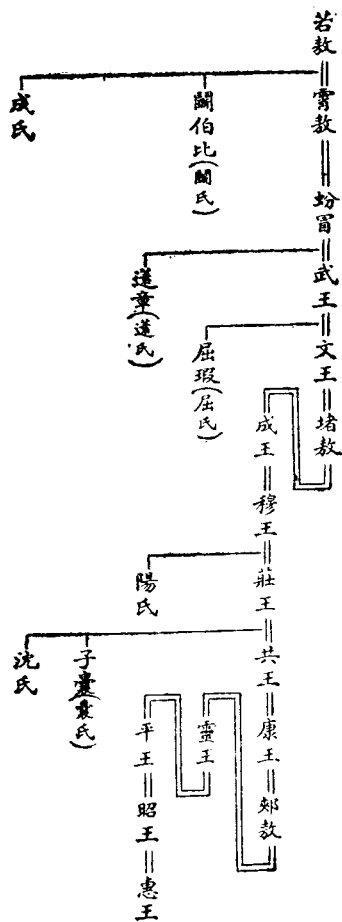 若敖
霄敖
蚡冒
武王
文王
堵敖
成王
穆王
莊王
共王
康王
郟敖
靈王
平王
昭王
惠王
鬭伯比(鬭氏)
成氏
薳章(薳氏)
屈瑕(屈氏)
陽氏
子囊(囊氏)
沈氏